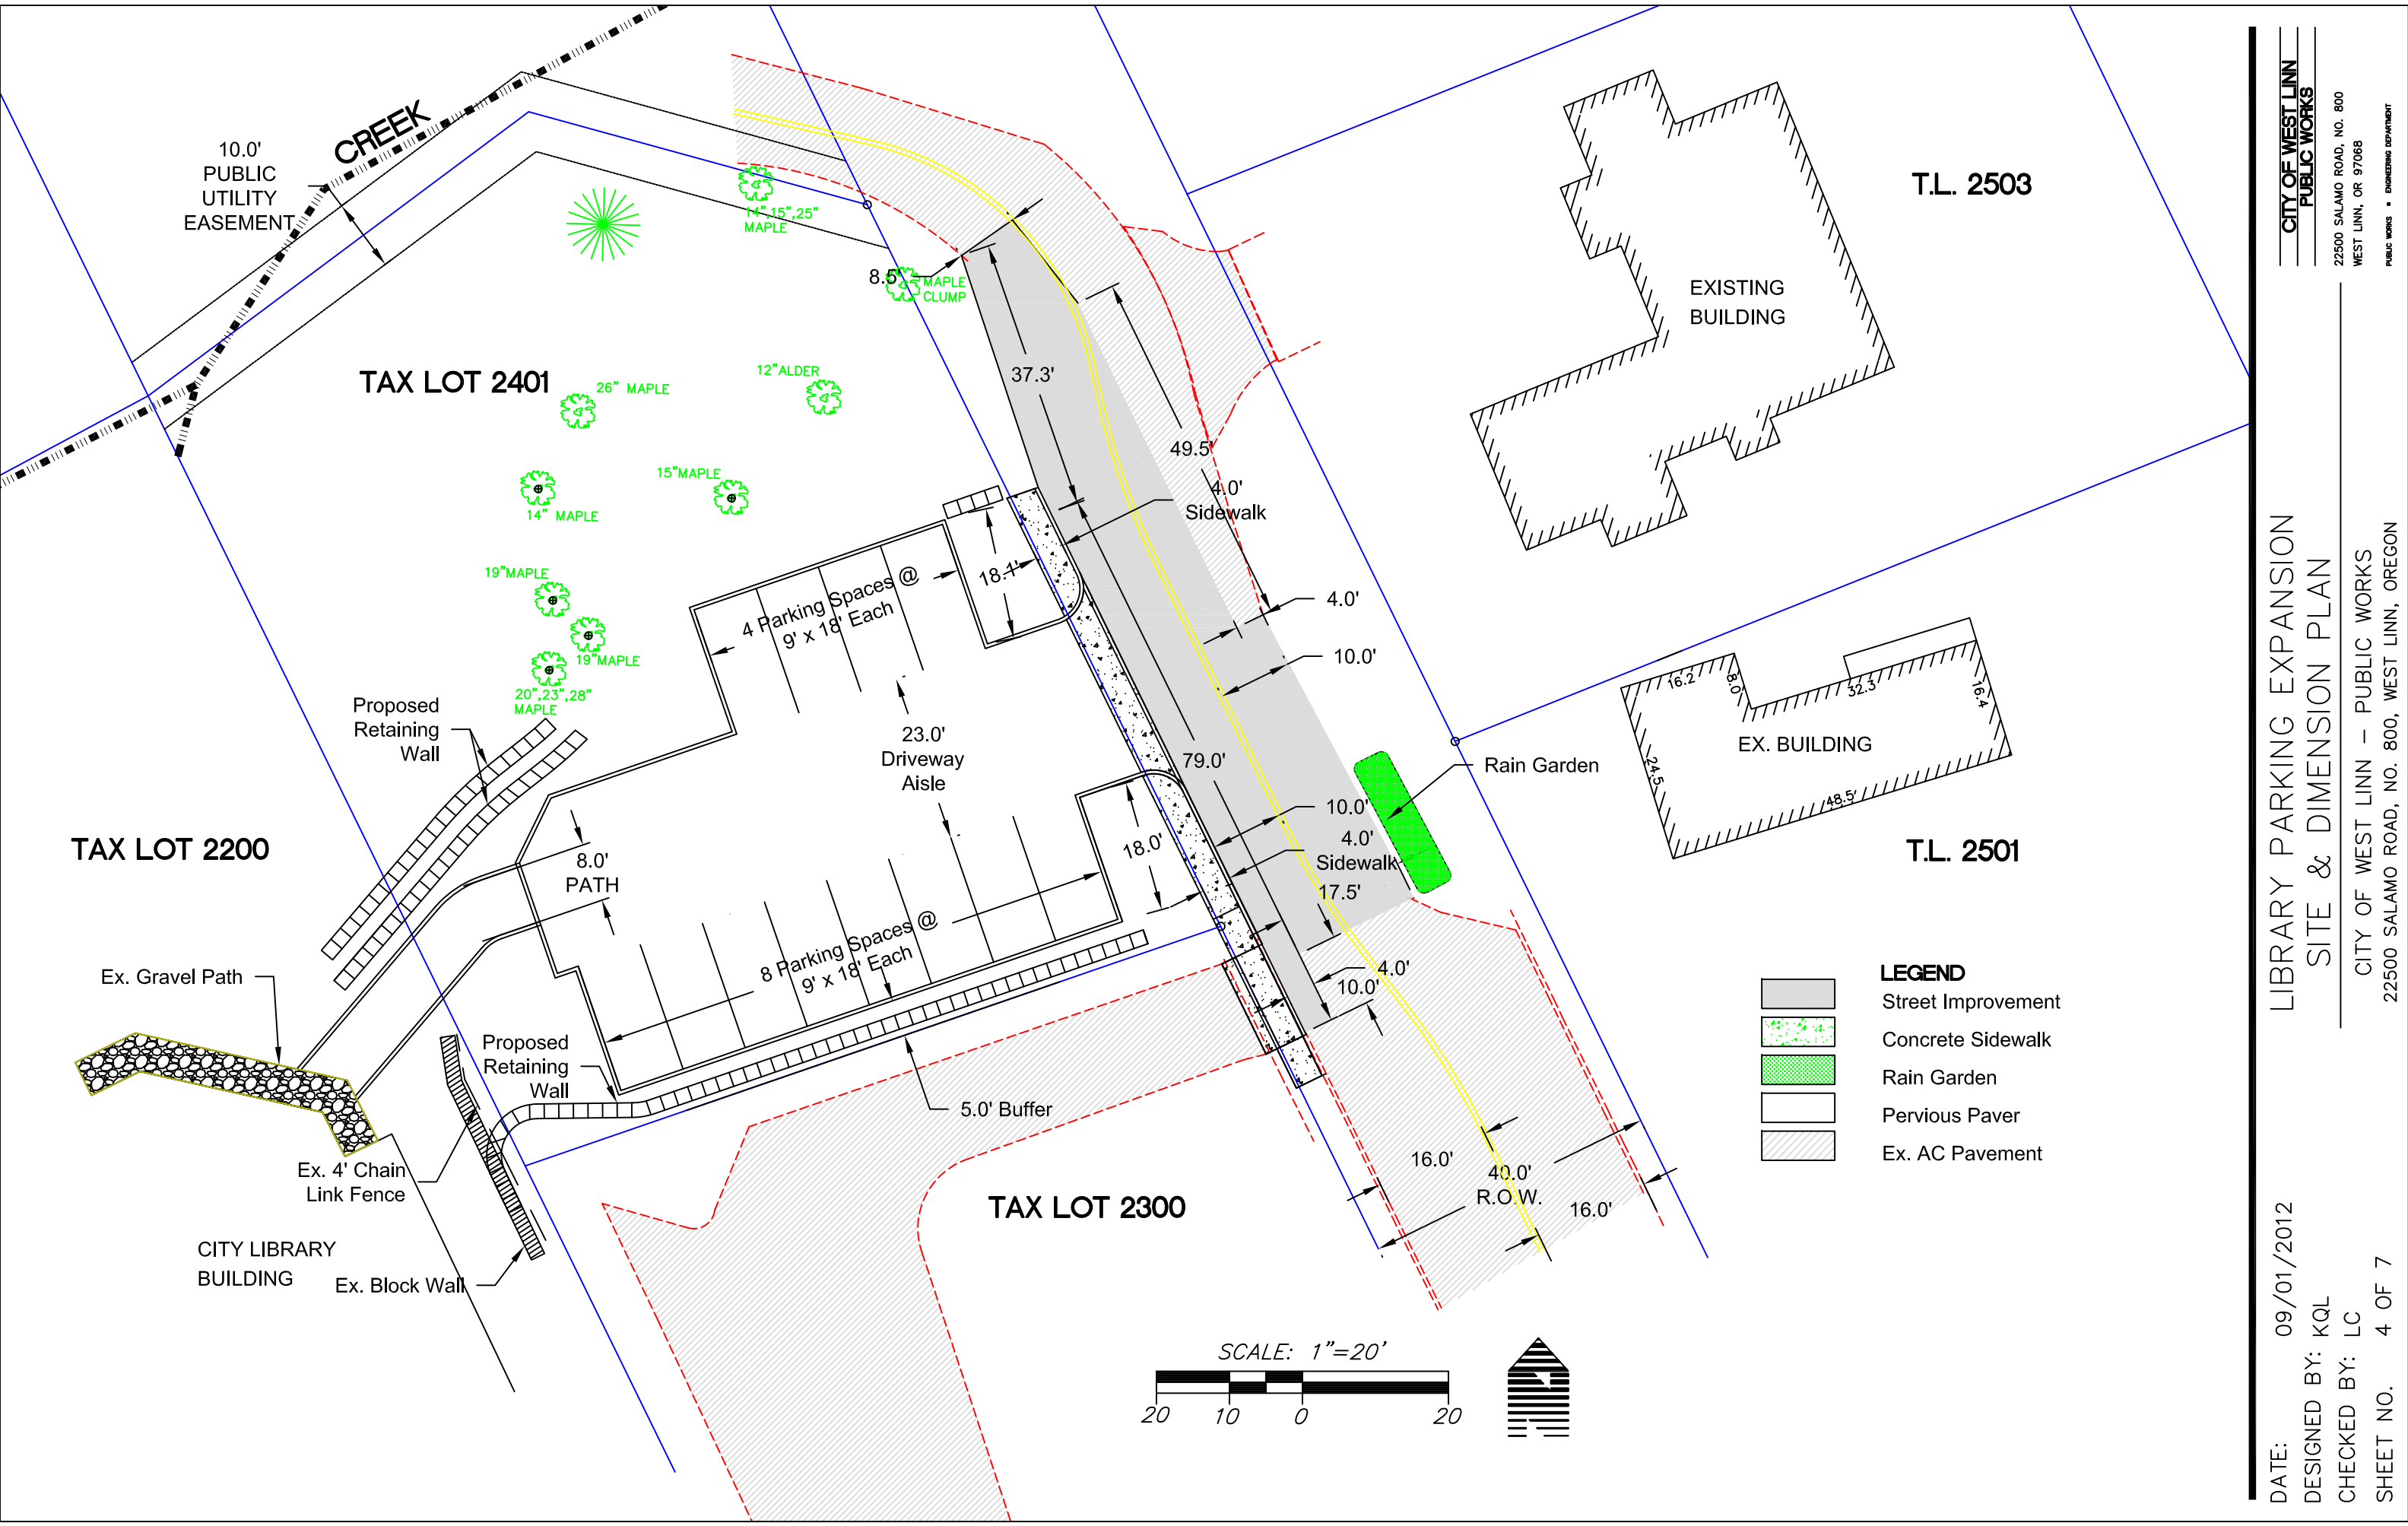 CREEK
10.0'
PUBLIC
UTILITY
EASEMENT
14",15",25"
MAPLE
8.5'
MAPLE
CLUMP
T.L. 2503
EXISTING
BUILDING
TAX LOT 2401
26" MAPLE
12"ALDER
37.3'
49.5'
15"MAPLE
14" MAPLE
4.0'
Sidewalk
19"MAPLE
19"MAPLE
20",23",28"
MAPLE
4 Parking Spaces @
9' x 18' Each
18.1'
4.0'
10.0'
Proposed
Retaining
Wall
23.0'
Driveway
Aisle
79.0'
Rain Garden
16.2
8.0
32.3
16.4
EX. BUILDING
24.5
48.5'
TAX LOT 2200
8.0'
PATH
18.0'
10.0'
4.0'
Sidewalk
17.5'
T.L. 2501
8 Parking Spaces @
9' x 18' Each
Ex. Gravel Path
4.0'
10.0'
Proposed
Retaining
Wall
5.0' Buffer
Ex. 4' Chain
Link Fence
CITY LIBRARY
BUILDING
Ex. Block Wall
TAX LOT 2300
16.0'
40.0'
R.O.W.
16.0'
LEGEND
Street Improvement
Concrete Sidewalk
Rain Garden
Pervious Paver
Ex. AC Pavement
SCALE: 1"=20'
20 10 0 20
CITY OF WEST LINN
PUBLIC WORKS
22500 SALAMO ROAD, NO. 800
WEST LINN, OR 97068
PUBLIC WORKS • ENGINEERING DEPARTMENT
LIBRARY PARKING EXPANSION
SITE & DIMENSION PLAN
CITY OF WEST LINN – PUBLIC WORKS
22500 SALAMO ROAD, NO. 800, WEST LINN, OREGON
DATE: 09/01/2012
DESIGNED BY: KQL
CHECKED BY: LC
SHEET NO. 4 OF 7